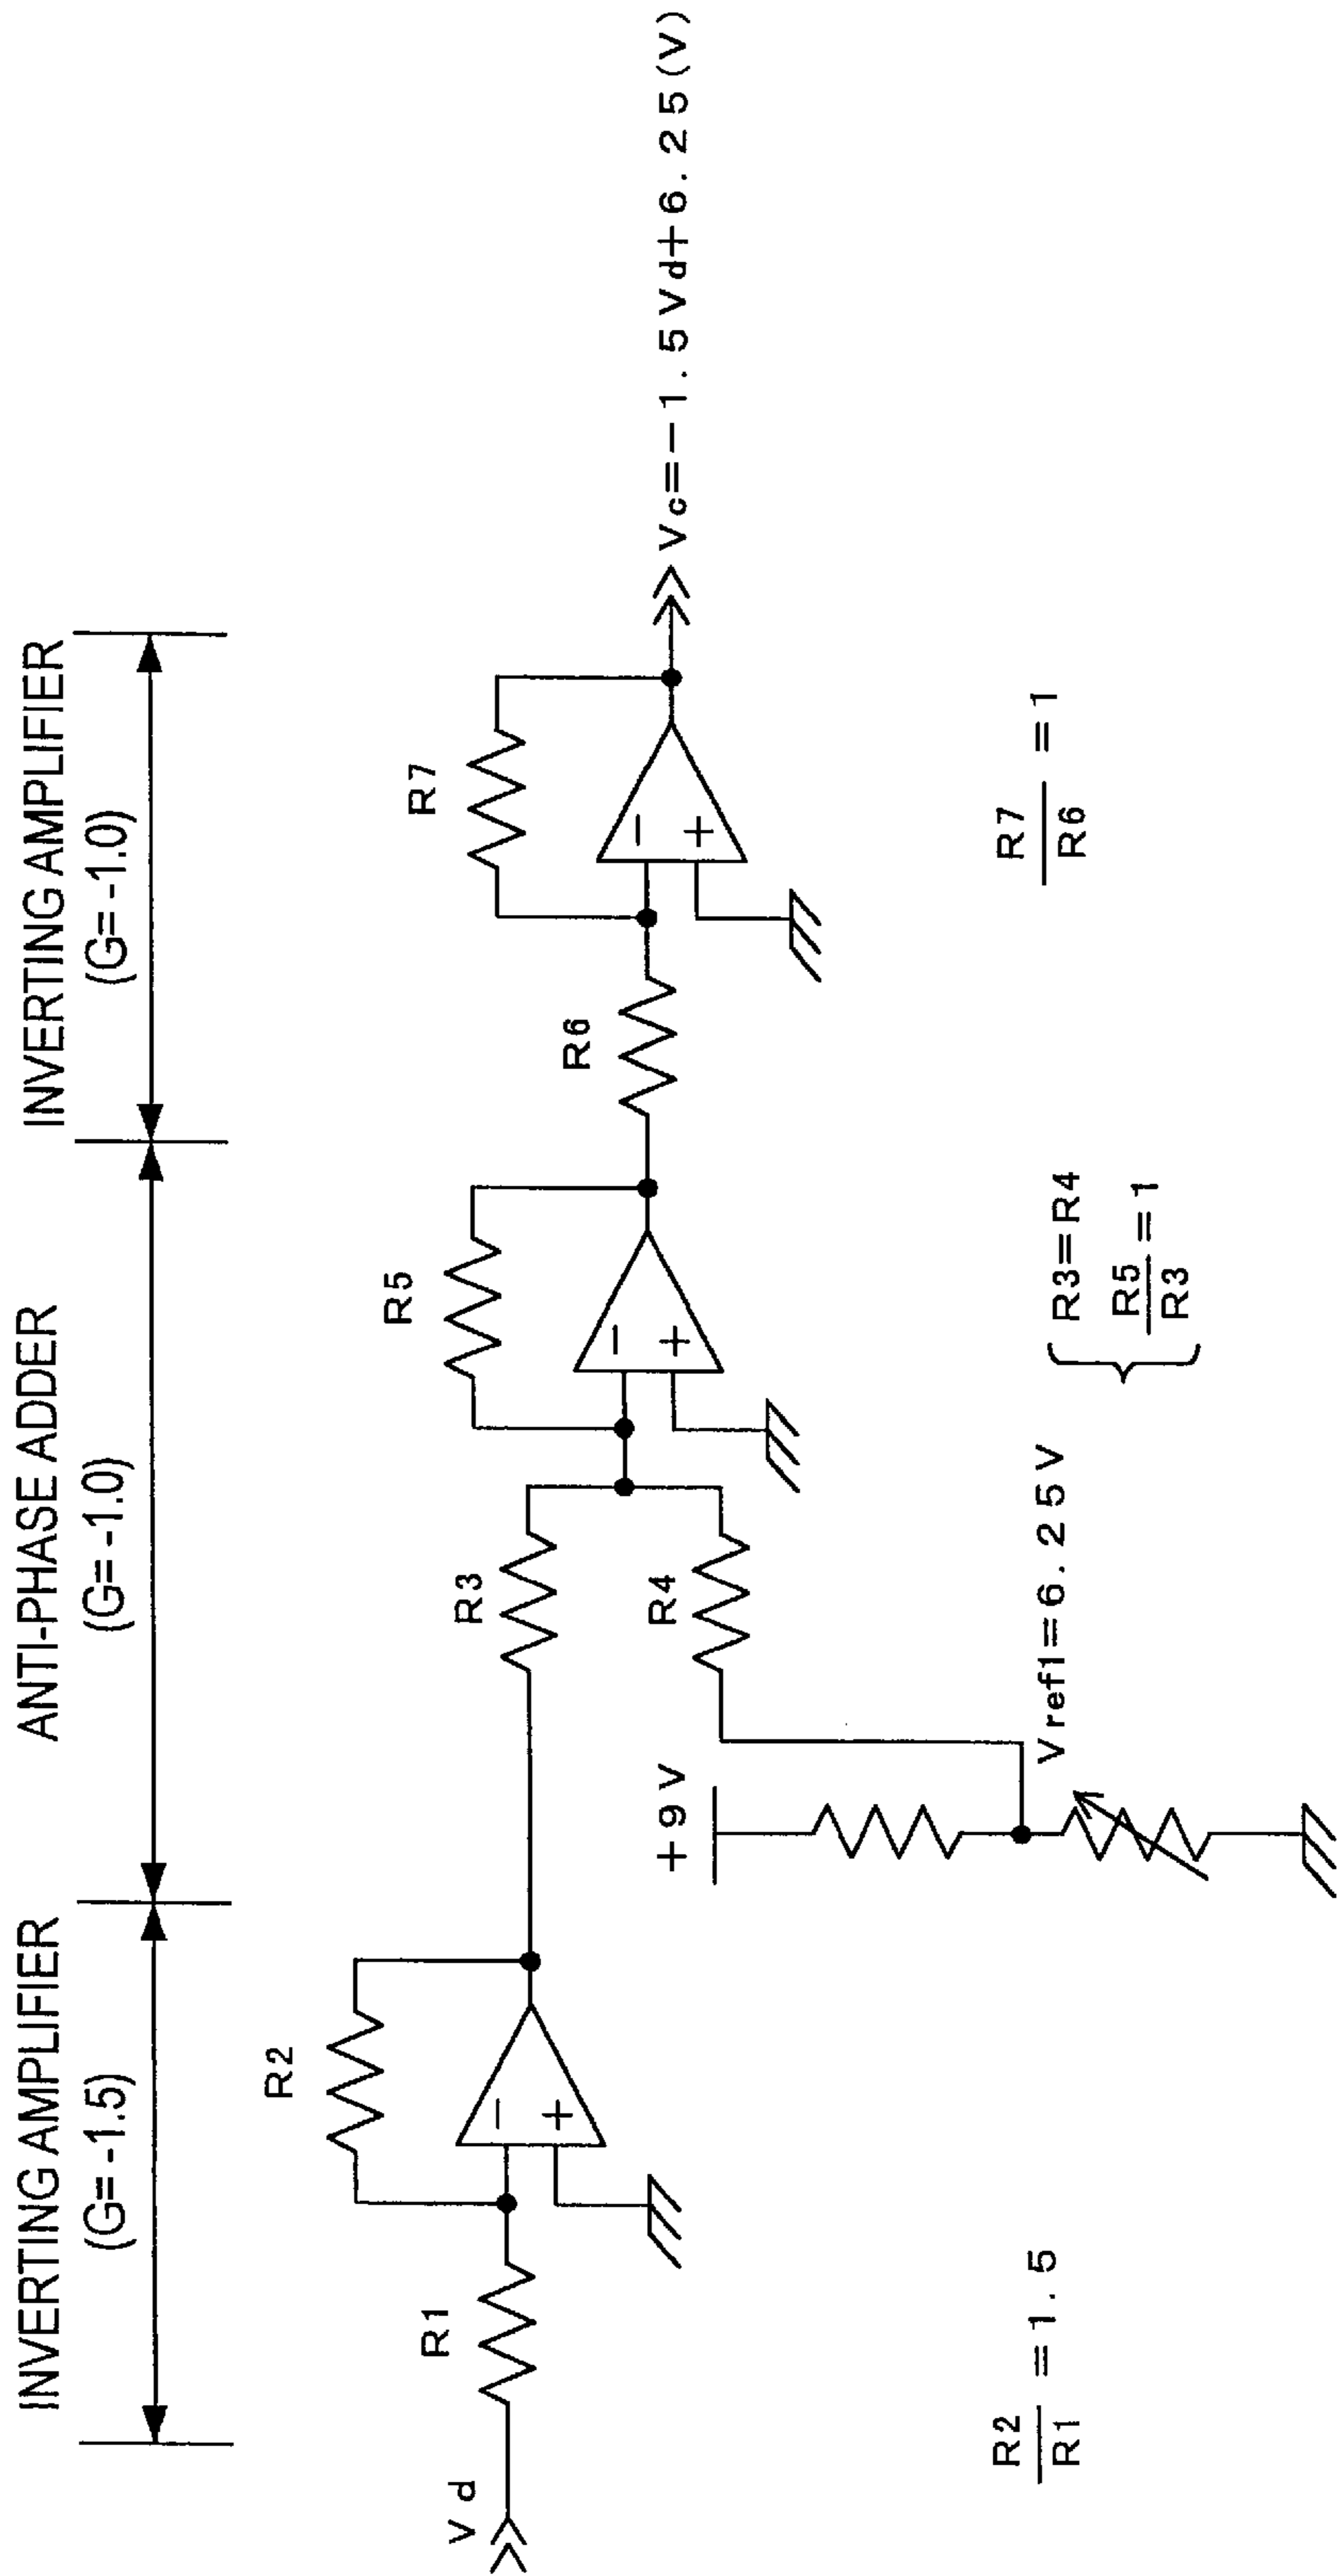 INVERTING AMPLIFIER
(G=-1.5)
ANTI-PHASE ADDER
(G=-1.0)
INVERTING AMPLIFIER
(G=-1.0)
Vd
R1
R2
−
+
+9V
Vref1=6.25V
R3
R4
R5
−
+
R6
R7
−
+
Vc=-1.5Vd+6.25(V)
R2
R1
=1.5
R3=R4
R5
R3
=1
R7
R6
=1